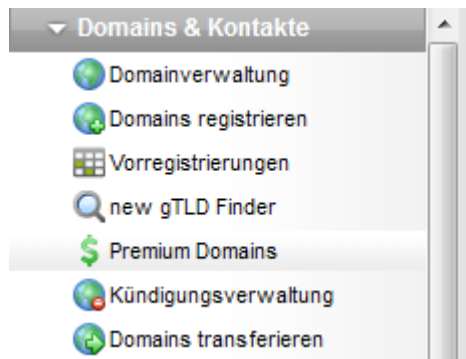 Domains & Kontakte
Domainverwaltung
Domains registrieren
Vorregistrierungen
new gTLD Finder
Premium Domains
Kündigungsverwaltung
Domains transferieren